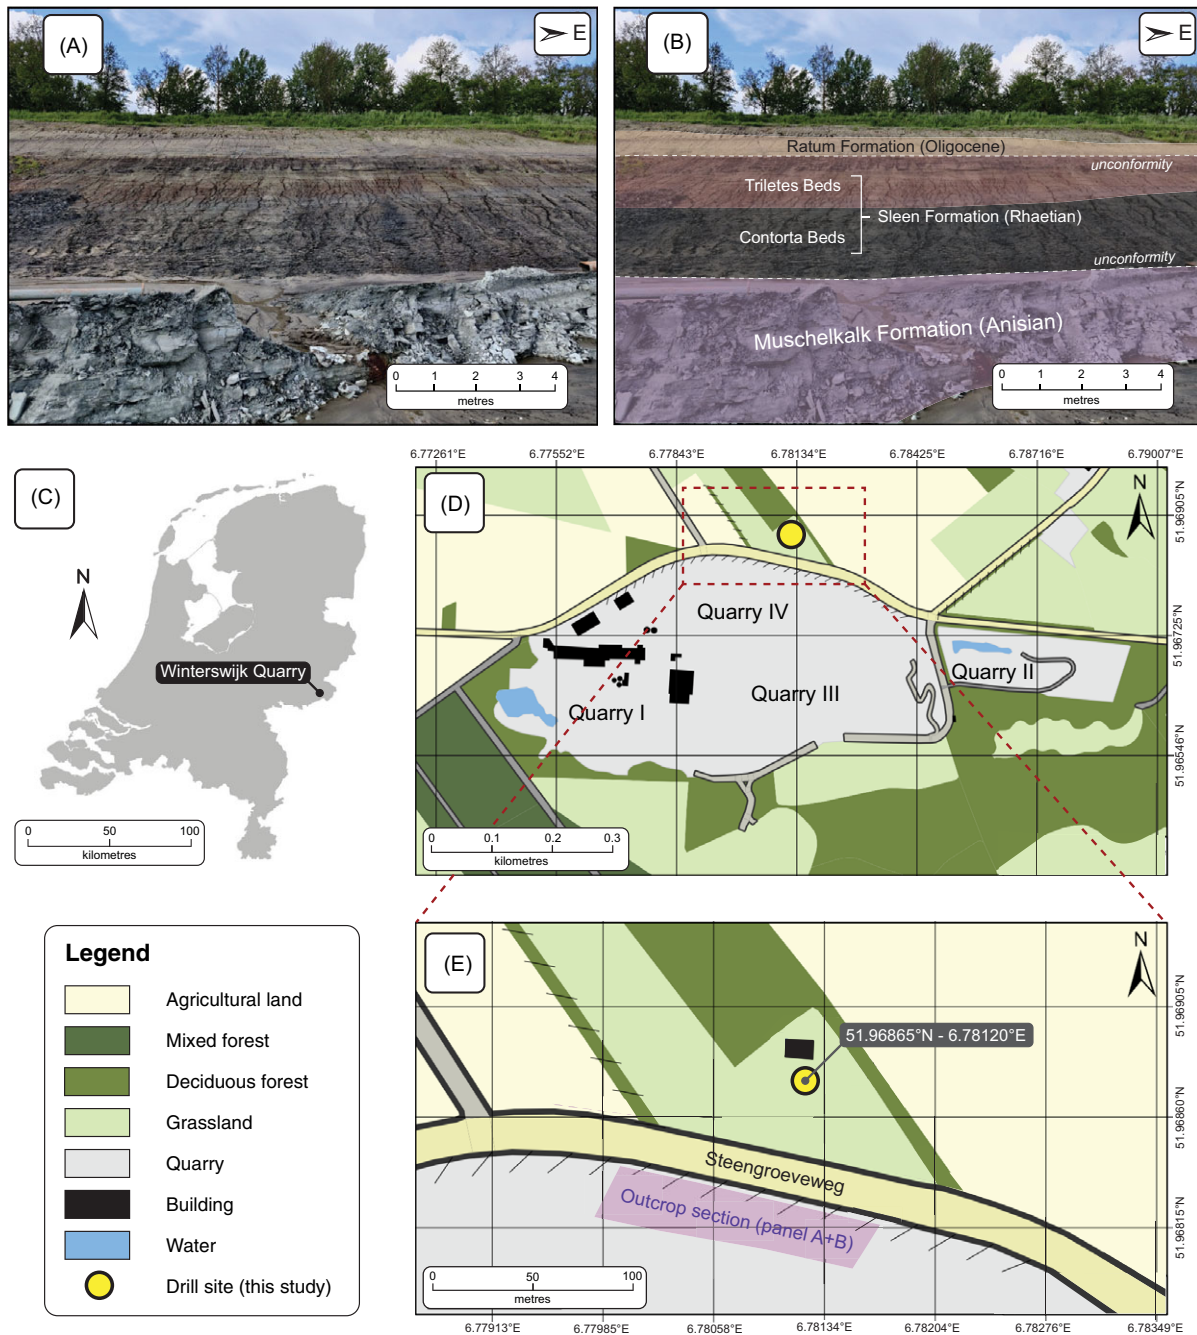 (A)
E
0 1 2 3 4
metres
(B)
E
Ratum Formation (Oligocene)
unconformity
Triletes Beds
Sleen Formation (Rhaetian)
Contorta Beds
unconformity
Muschelkalk Formation (Anisian)
0 1 2 3 4
metres
(C)
N
Winterswijk Quarry
0 50 100
kilometres
6.77261°E 6.77552°E 6.77843°E 6.78134°E 6.78425°E 6.78716°E 6.79007°E
(D)
N
51.96905°N
51.96725°N
51.96546°N
Quarry IV
Quarry III
Quarry II
Quarry I
0 0.1 0.2 0.3
kilometres
Legend
Agricultural land
Mixed forest
Deciduous forest
Grassland
Quarry
Building
Water
Drill site (this study)
(E)
N
51.96865°N - 6.78120°E
Steengroeveweg
Outcrop section (panel A+B)
51.96905°N
51.96860°N
51.96815°N
0 50 100
metres
6.77913°E 6.77985°E 6.78058°E 6.78134°E 6.78204°E 6.78276°E 6.78349°E